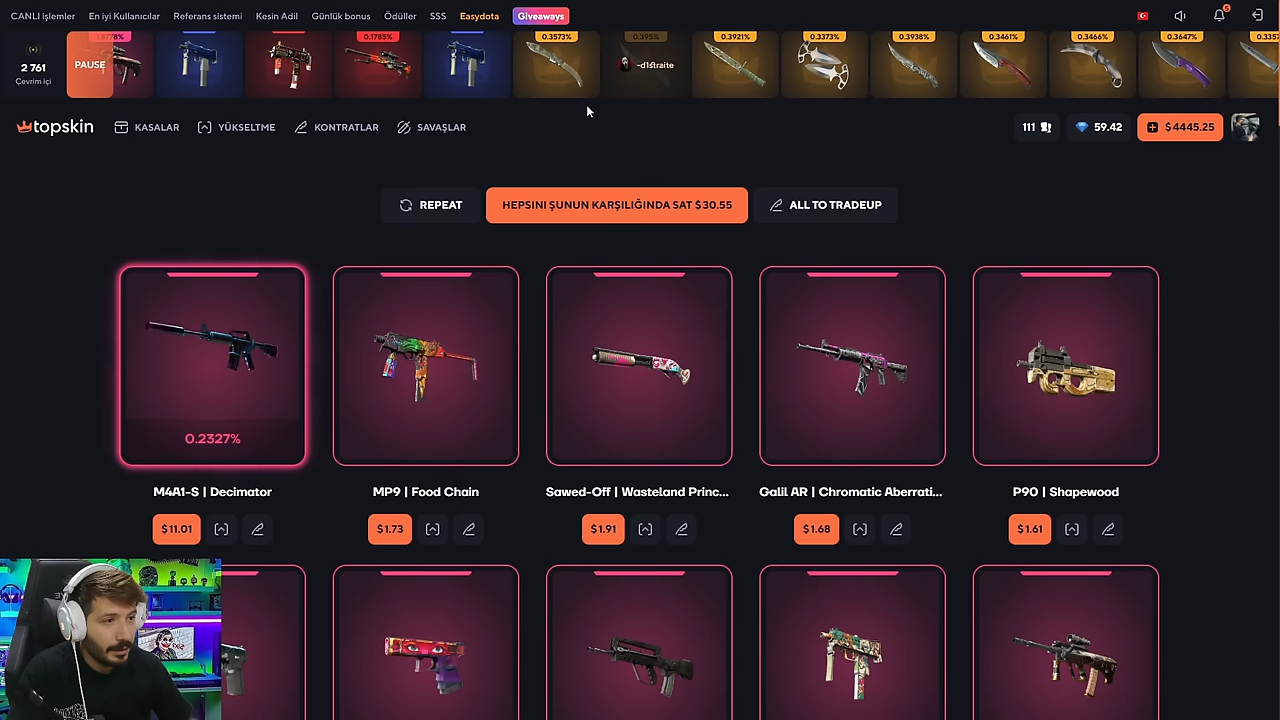 CANLI işlemler En iyi Kullanıcılar Referans sistemi Kesin Adil Günlük bonus Ödüller SSS Easydota Giveaways
2 761
Çevrim içi
PAUSE
0.1785%
0.3573%
0.395%
-d1straite
0.3921%
0.3373%
0.3938%
0.3461%
0.3466%
0.3647%
topskin KASALAR YÜKSELTME KONTRATLAR SAVAŞLAR 111 59.42 $ 4445.25
REPEAT HEPSINI ŞUNUN KARŞILIĞINDA SAT $30.55 ALL TO TRADEUP
0.2327%
M4A1-S | Decimator MP9 | Food Chain Sawed-Off | Wasteland Princ... Galil AR | Chromatic Aberrati... P90 | Shapewood
$11.01 $1.73 $1.91 $1.68 $1.61